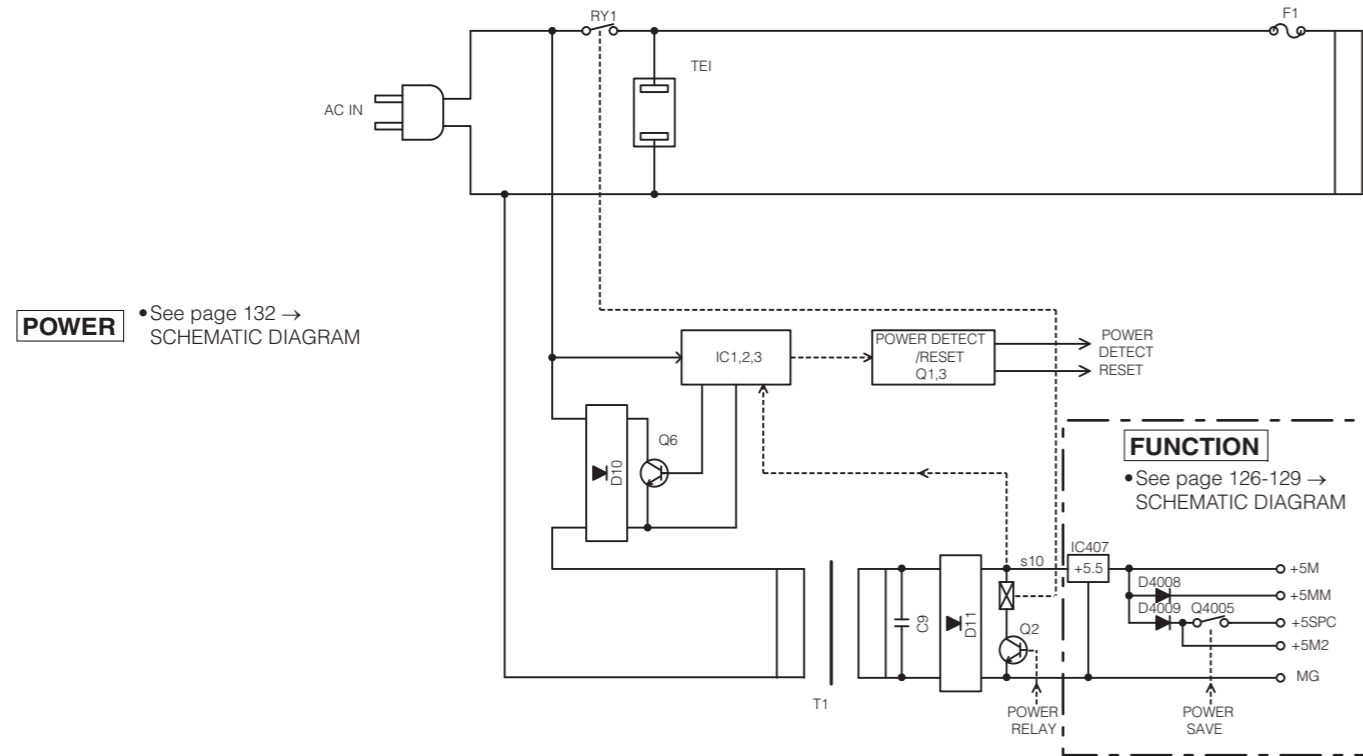 RY1
F1
TEI
AC IN
POWER
•See page 132 →
SCHEMATIC DIAGRAM
IC1,2,3
POWER DETECT
/RESET
Q1,3
POWER
DETECT
RESET
D10
Q6
FUNCTION
•See page 126-129 →
SCHEMATIC DIAGRAM
s10
IC407
+5.5
+5M
D4008
+5MM
D4009
Q4005
+5SPC
+5M2
C9
D11
Q2
MG
T1
POWER
RELAY
POWER
SAVE